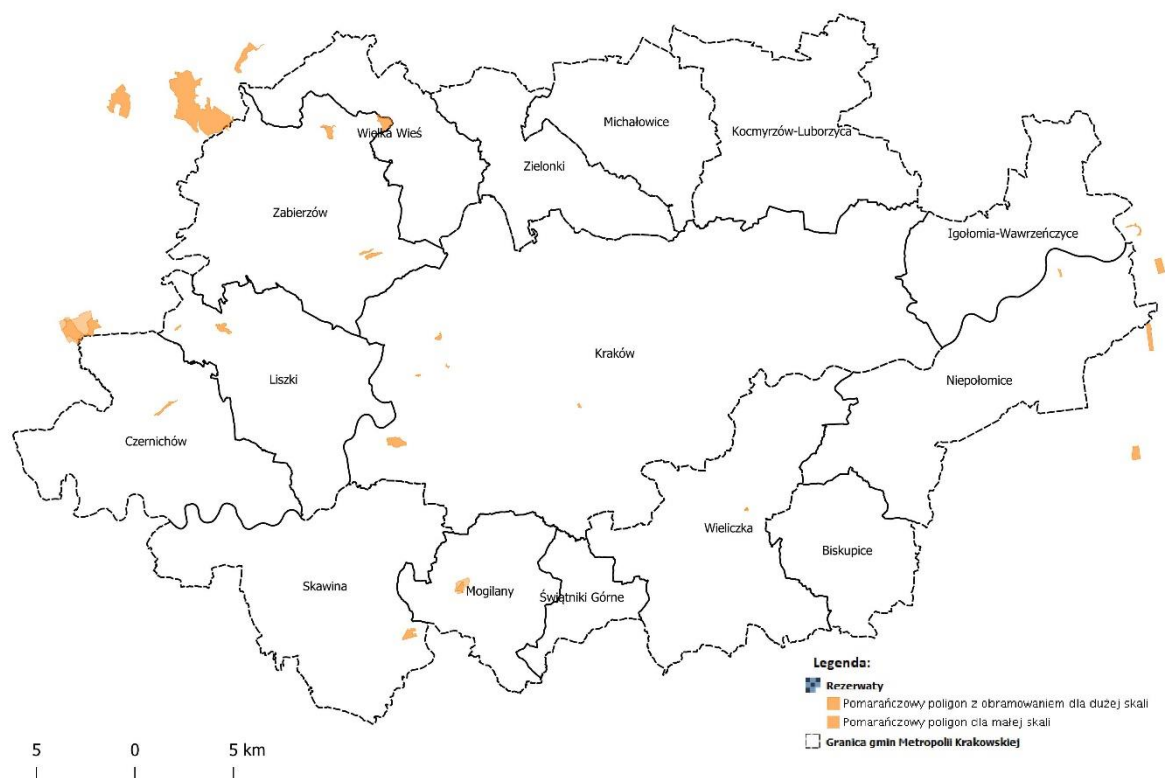 Michałowice
Wielka Wieś
Kocmyrzów-Luborzyca
Zielonki
Zabierzów
Igołomia-Wawrzeńczyce
Kraków
Liszki
Niepołomice
Czernichów
Wieliczka
Biskupice
Skawina
Mogilany
Świątniki Górne
Legenda:
Rezerwaty
Pomarańczowy poligon z obramowaniem dla dużej skali
Pomarańczowy poligon dla małej skali
Granica gmin Metropolii Krakowskiej
5 0 5 km